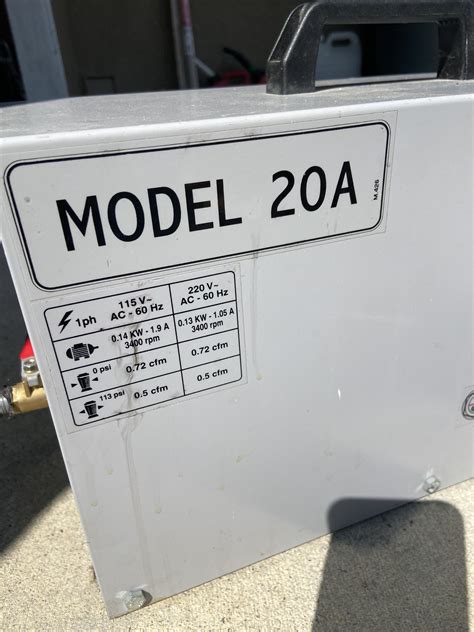 MODEL 20A
M.426
1ph 115 V~ AC - 60 Hz 220 V~ AC - 60 Hz
0.14 KW - 1.9 A 3400 rpm 0.13 KW - 1.05 A 3400 rpm
0 psi 0.72 cfm 0.72 cfm
113 psi 0.5 cfm 0.5 cfm